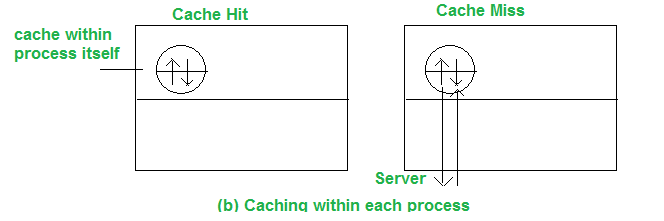 Cache Hit
Cache Miss
cache within
process itself
Server
(b) Caching within each process